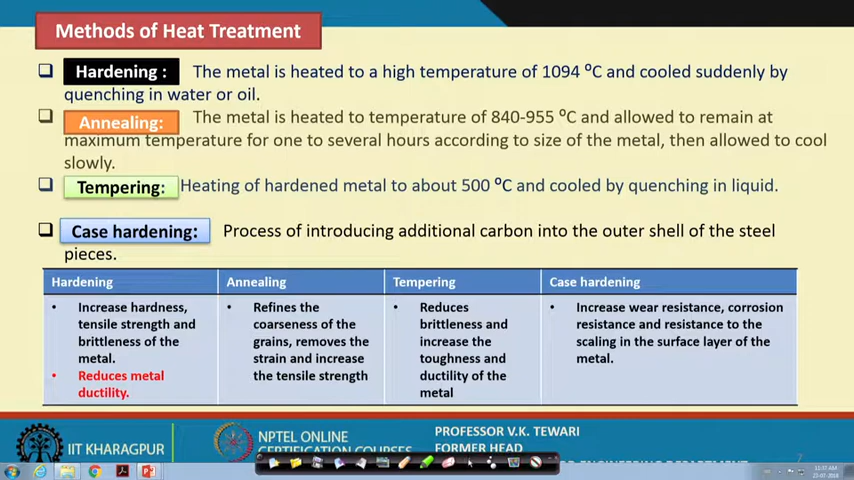 Methods of Heat Treatment
Hardening : The metal is heated to a high temperature of 1094 ⁰C and cooled suddenly by
quenching in water or oil.
Annealing: The metal is heated to temperature of 840-955 ⁰C and allowed to remain at
maximum temperature for one to several hours according to size of the metal, then allowed to cool
slowly.
Tempering: Heating of hardened metal to about 500 ⁰C and cooled by quenching in liquid.
Case hardening: Process of introducing additional carbon into the outer shell of the steel
pieces.
Hardening
Increase hardness,
tensile strength and
brittleness of the
metal.
Reduces metal
ductility.
Annealing
Refines the
coarseness of the
grains, removes the
strain and increase
the tensile strength
Tempering
Reduces
brittleness and
increase the
toughness and
ductility of the
metal
Case hardening
Increase wear resistance, corrosion
resistance and resistance to the
scaling in the surface layer of the
metal.
IIT KHARAGPUR
NPTEL ONLINE
CERTIFICATION COURSES
PROFESSOR V.K. TEWARI
FORMER HEAD
DEPARTMENT
7